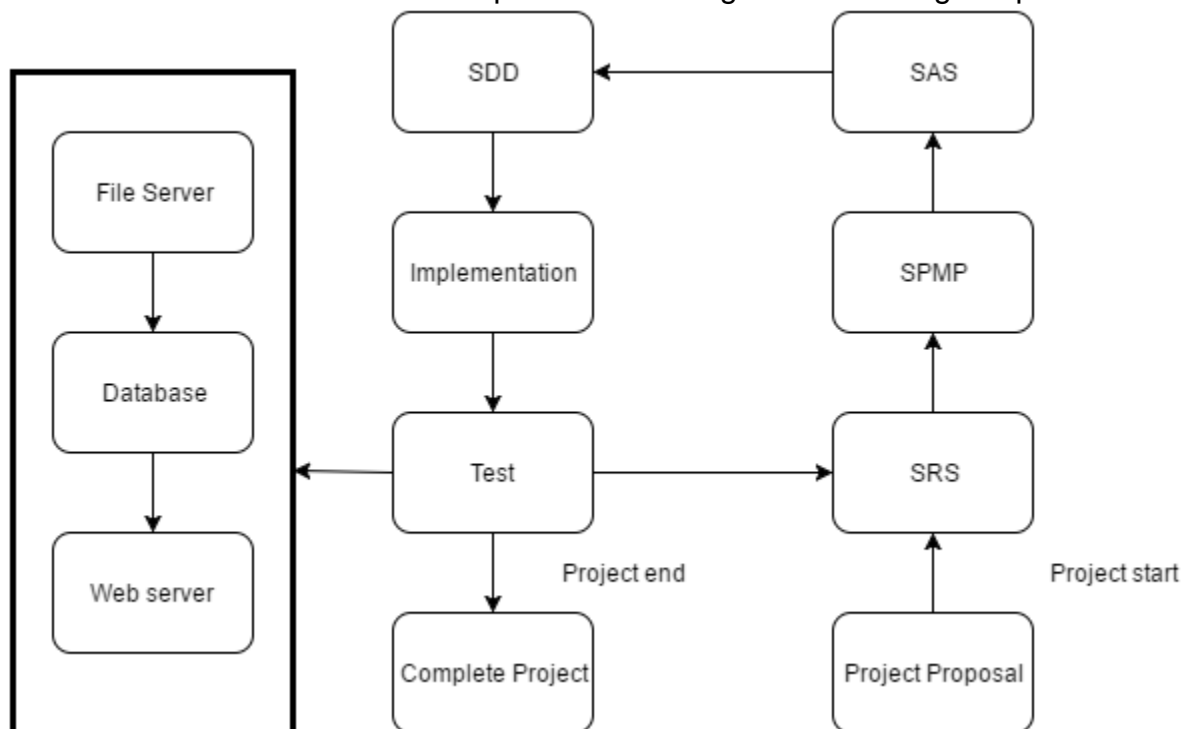 SDD
SAS
File Server
Implementation
SPMP
Database
Test
SRS
Project end
Project start
Web server
Complete Project
Project Proposal